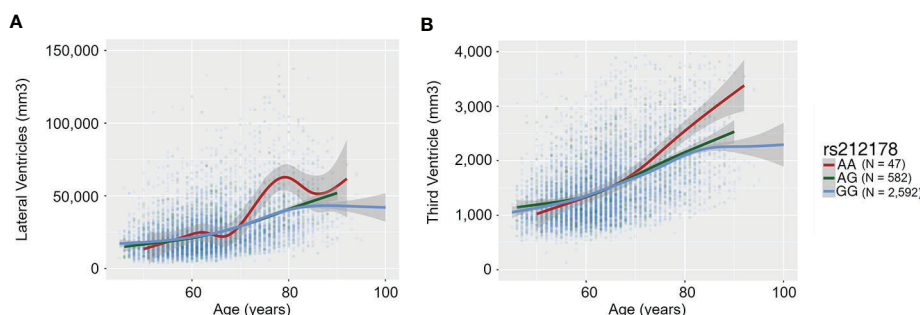 A
150,000
100,000
50,000
0
Lateral Ventricles (mm3)
60
80
100
Age (years)
B
4,000
3,000
2,000
1,000
0
Third Ventricle (mm3)
60
80
100
Age (years)
rs212178
AA (N = 47)
AG (N = 582)
GG (N = 2,592)